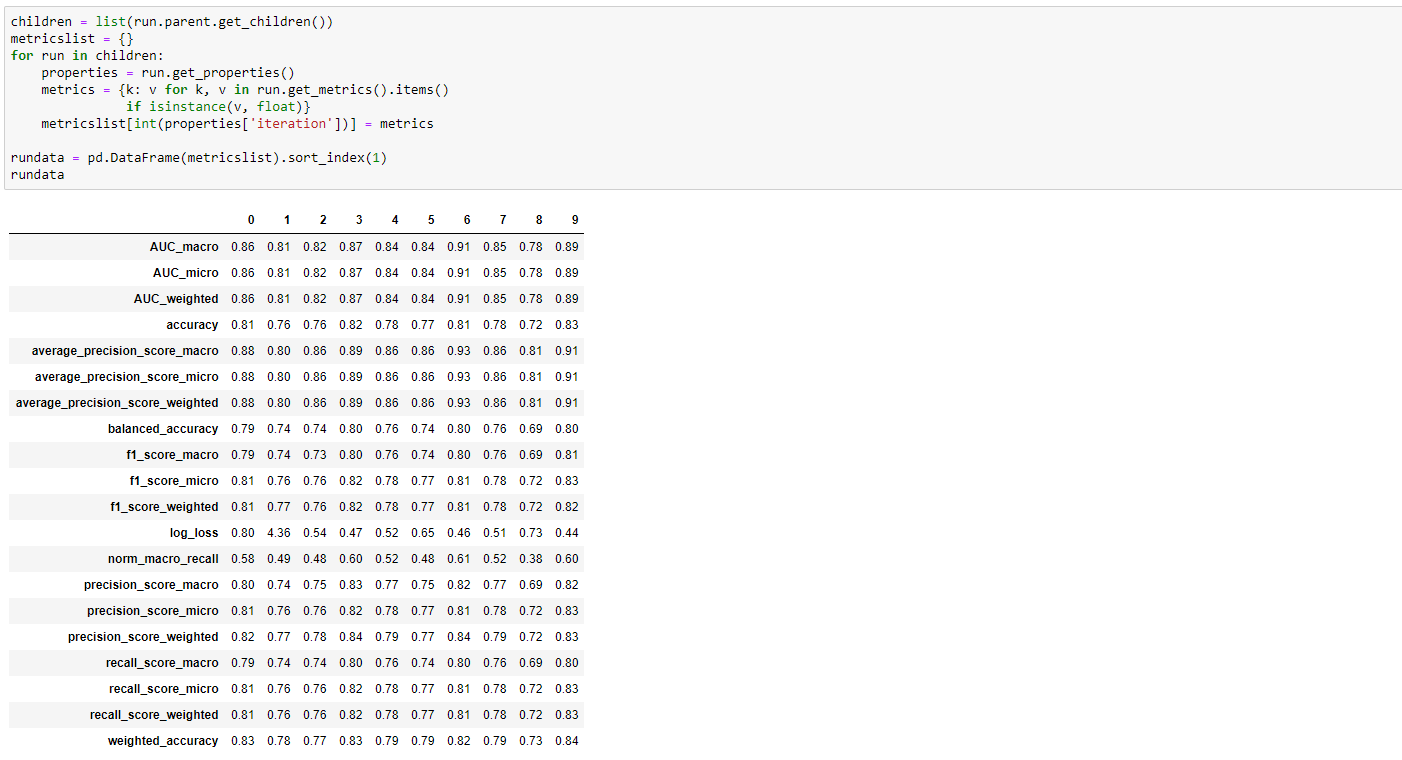 children = list(run.parent.get_children())
metricslist = {}
for run in children:
    properties = run.get_properties()
    metrics = {k: v for k, v in run.get_metrics().items()
               if isinstance(v, float)}
    metricslist[int(properties['iteration'])] = metrics

rundata = pd.DataFrame(metricslist).sort_index(1)
rundata
0 1 2 3 4 5 6 7 8 9
AUC_macro 0.86 0.81 0.82 0.87 0.84 0.84 0.91 0.85 0.78 0.89
AUC_micro 0.86 0.81 0.82 0.87 0.84 0.84 0.91 0.85 0.78 0.89
AUC_weighted 0.86 0.81 0.82 0.87 0.84 0.84 0.91 0.85 0.78 0.89
accuracy 0.81 0.76 0.76 0.82 0.78 0.77 0.81 0.78 0.72 0.83
average_precision_score_macro 0.88 0.80 0.86 0.89 0.86 0.86 0.93 0.86 0.81 0.91
average_precision_score_micro 0.88 0.80 0.86 0.89 0.86 0.86 0.93 0.86 0.81 0.91
average_precision_score_weighted 0.88 0.80 0.86 0.89 0.86 0.86 0.93 0.86 0.81 0.91
balanced_accuracy 0.79 0.74 0.74 0.80 0.76 0.74 0.80 0.76 0.69 0.80
f1_score_macro 0.79 0.74 0.73 0.80 0.76 0.74 0.80 0.76 0.69 0.81
f1_score_micro 0.81 0.76 0.76 0.82 0.78 0.77 0.81 0.78 0.72 0.83
f1_score_weighted 0.81 0.77 0.76 0.82 0.78 0.77 0.81 0.78 0.72 0.82
log_loss 0.80 4.36 0.54 0.47 0.52 0.65 0.46 0.51 0.73 0.44
norm_macro_recall 0.58 0.49 0.48 0.60 0.52 0.48 0.61 0.52 0.38 0.60
precision_score_macro 0.80 0.74 0.75 0.83 0.77 0.75 0.82 0.77 0.69 0.82
precision_score_micro 0.81 0.76 0.76 0.82 0.78 0.77 0.81 0.78 0.72 0.83
precision_score_weighted 0.82 0.77 0.78 0.84 0.79 0.77 0.84 0.79 0.72 0.83
recall_score_macro 0.79 0.74 0.74 0.80 0.76 0.74 0.80 0.76 0.69 0.80
recall_score_micro 0.81 0.76 0.76 0.82 0.78 0.77 0.81 0.78 0.72 0.83
recall_score_weighted 0.81 0.76 0.76 0.82 0.78 0.77 0.81 0.78 0.72 0.83
weighted_accuracy 0.83 0.78 0.77 0.83 0.79 0.79 0.82 0.79 0.73 0.84